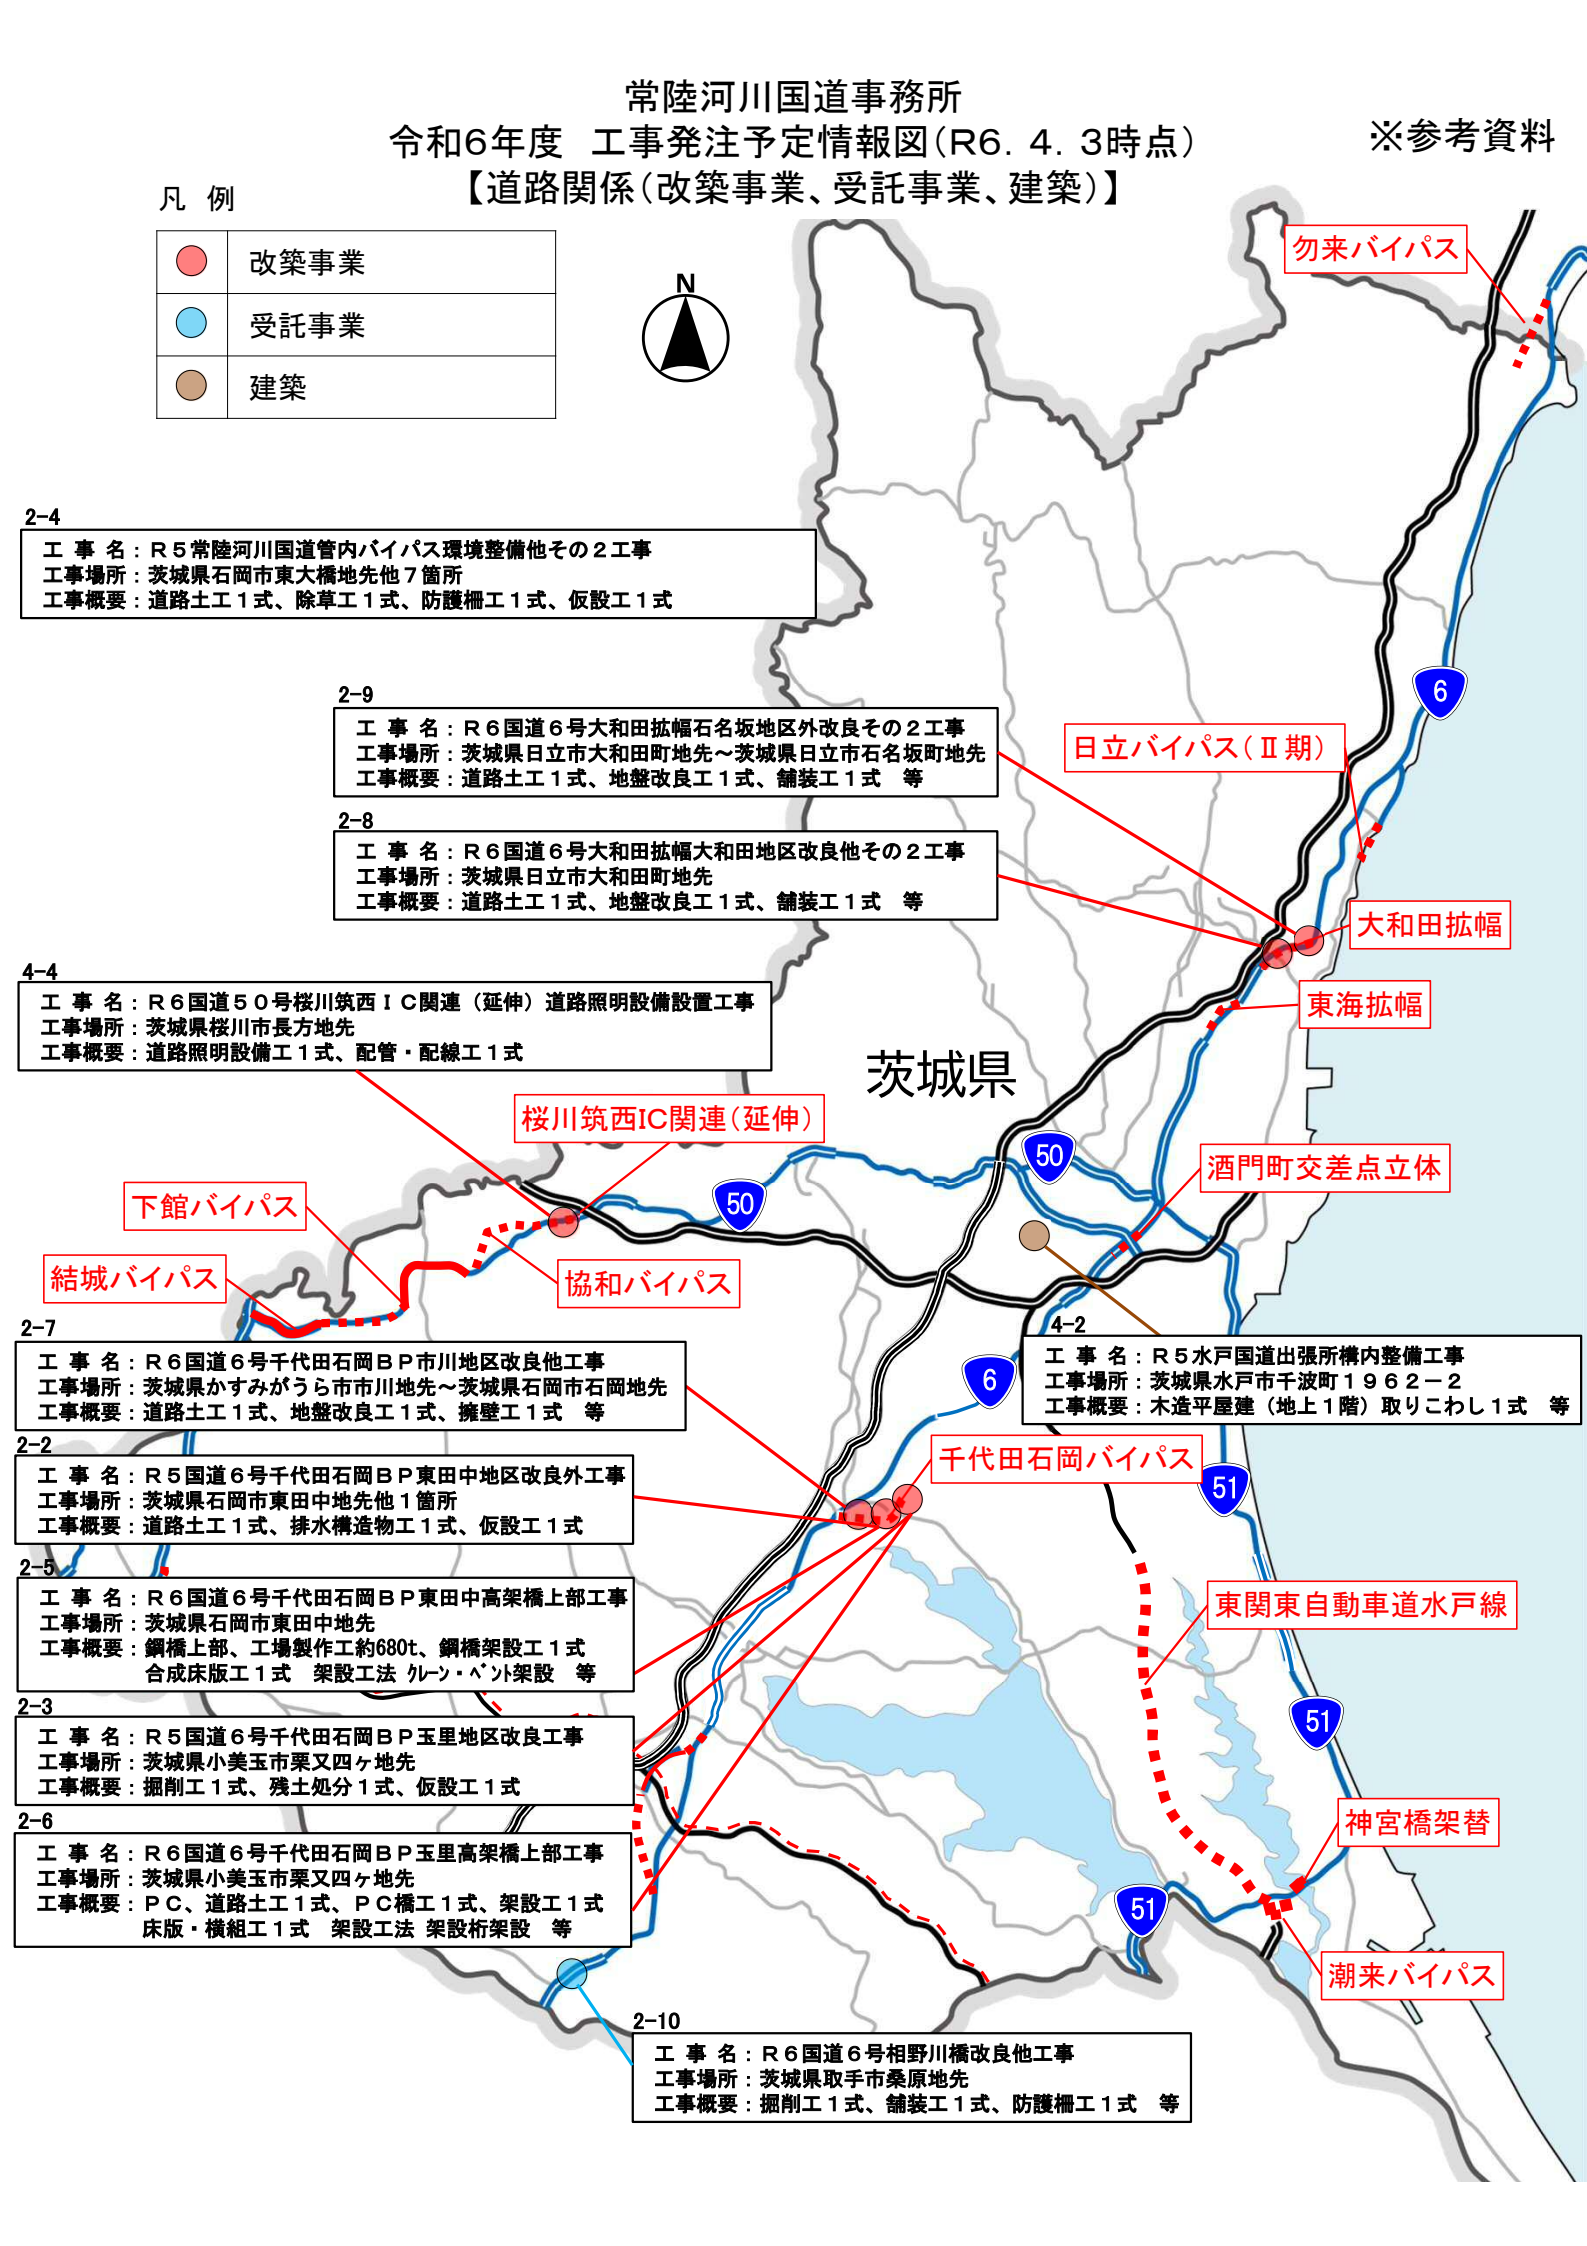 常陸河川国道事務所
令和6年度　工事発注予定情報図(R6. 4. 3時点)
※参考資料
【道路関係(改築事業、受託事業、建築)】
凡 例
改築事業
受託事業
建築
N
勿来バイパス
2-4
工 事 名：R５常陸河川国道管内バイパス環境整備他その２工事
工事場所：茨城県石岡市東大橋地先他７箇所
工事概要：道路土工１式、除草工１式、防護柵工１式、仮設工１式
6
2-9
工 事 名：R６国道６号大和田拡幅石名坂地区外改良その２工事
工事場所：茨城県日立市大和田町地先～茨城県日立市石名坂町地先
工事概要：道路土工１式、地盤改良工１式、舗装工１式　等
日立バイパス(Ⅱ期)
2-8
工 事 名：R６国道６号大和田拡幅大和田地区改良他その２工事
工事場所：茨城県日立市大和田町地先
工事概要：道路土工１式、地盤改良工１式、舗装工１式　等
大和田拡幅
4-4
工 事 名：R６国道５０号桜川筑西ＩＣ関連（延伸）道路照明設備設置工事
工事場所：茨城県桜川市長方地先
工事概要：道路照明設備工１式、配管・配線工１式
東海拡幅
茨城県
桜川筑西IC関連(延伸)
50
酒門町交差点立体
下館バイパス
50
結城バイパス
協和バイパス
2-7
工 事 名：R６国道６号千代田石岡ＢＰ市川地区改良他工事
工事場所：茨城県かすみがうら市市川地先～茨城県石岡市石岡地先
工事概要：道路土工１式、地盤改良工１式、擁壁工１式　等
4-2
工 事 名：R５水戸国道出張所構内整備工事
工事場所：茨城県水戸市千波町１９６２－２
工事概要：木造平屋建（地上１階）取りこわし１式　等
6
2-2
工 事 名：R５国道６号千代田石岡ＢＰ東田中地区改良外工事
工事場所：茨城県石岡市東田中地先他１箇所
工事概要：道路土工１式、排水構造物工１式、仮設工１式
千代田石岡バイパス
51
2-5
工 事 名：R６国道６号千代田石岡ＢＰ東田中高架橋上部工事
工事場所：茨城県石岡市東田中地先
工事概要：鋼橋上部、工場製作工約680t、鋼橋架設工１式
合成床版工１式　架設工法 ｸﾚｰﾝ・ﾍﾞﾝﾄ架設　等
東関東自動車道水戸線
2-3
工 事 名：R５国道６号千代田石岡ＢＰ玉里地区改良工事
工事場所：茨城県小美玉市栗又四ヶ地先
工事概要：掘削工１式、残土処分１式、仮設工１式
51
2-6
工 事 名：R６国道６号千代田石岡ＢＰ玉里高架橋上部工事
工事場所：茨城県小美玉市栗又四ヶ地先
工事概要：ＰＣ、道路土工１式、ＰＣ橋工１式、架設工１式
床版・横組工１式　架設工法 架設桁架設　等
神宮橋架替
51
潮来バイパス
2-10
工 事 名：R６国道６号相野川橋改良他工事
工事場所：茨城県取手市桑原地先
工事概要：掘削工１式、舗装工１式、防護柵工１式　等